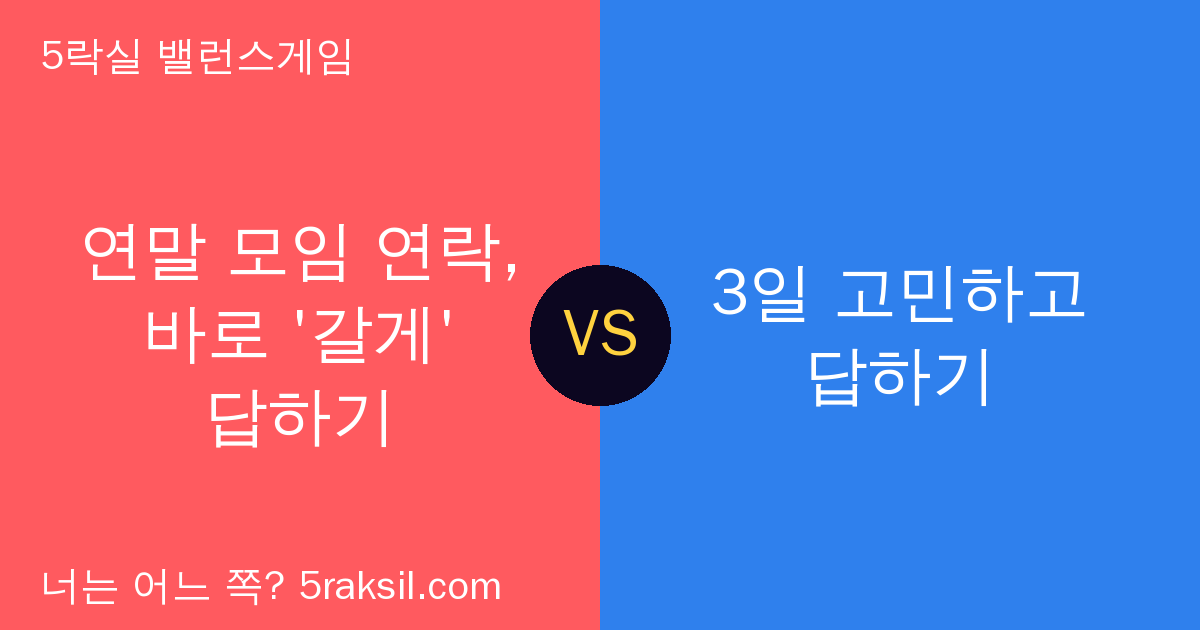 5락실 밸런스게임
연말 모임 연락,
바로 '갈게'
답하기
VS
3일 고민하고
답하기
너는 어느 쪽? 5raksil.com